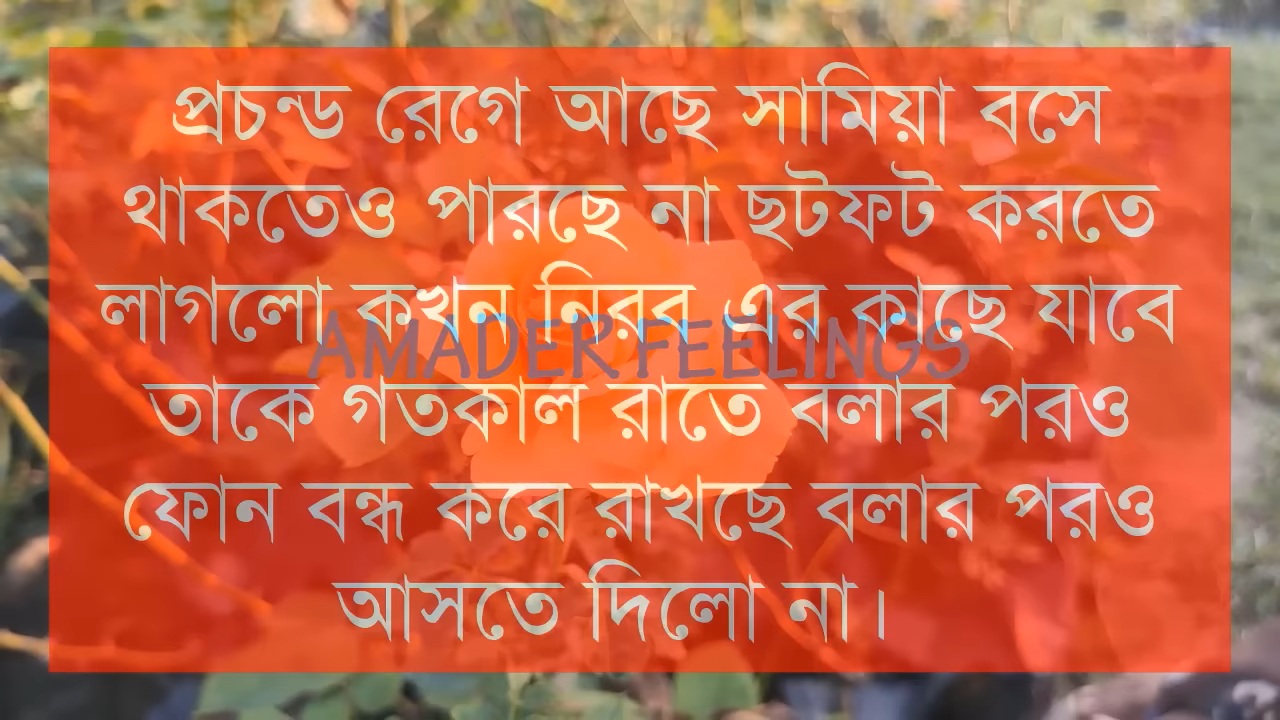 প্রচন্ড রেগে আছে সামিয়া বসে
থাকতেও পারছে না ছটফট করতে
লাগলো কখন নিরব এর কাছে যাবে
AMADER FEELINGS
তাকে গতকাল রাতে বলার পরও
ফোন বন্ধ করে রাখছে বলার পরও
আসতে দিলো না।